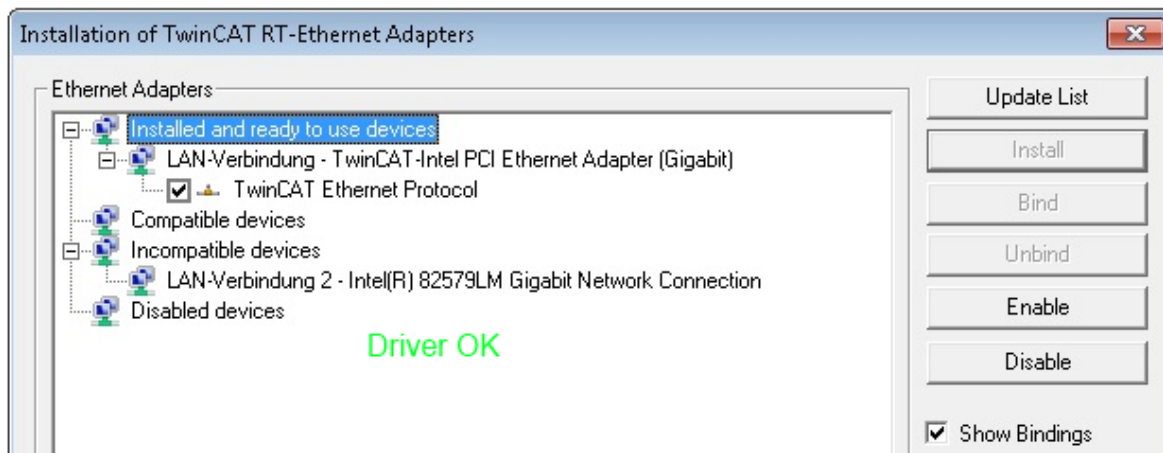 Installation of TwinCAT RT-Ethernet Adapters
Ethernet Adapters
Installed and ready to use devices
LAN-Verbindung - TwinCAT-Intel PCI Ethernet Adapter (Gigabit)
TwinCAT Ethernet Protocol
Compatible devices
Incompatible devices
LAN-Verbindung 2 - Intel(R) 82579LM Gigabit Network Connection
Disabled devices
Driver OK
Update List
Install
Bind
Unbind
Enable
Disable
Show Bindings